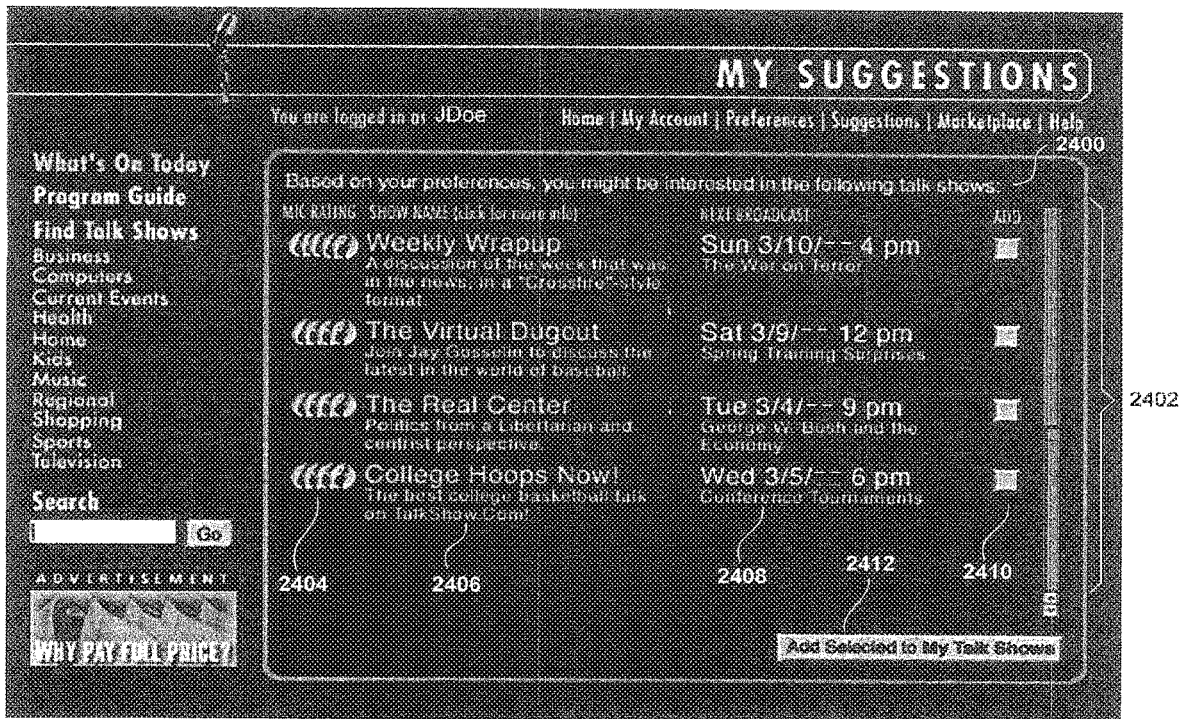 MY SUGGESTIONS
You are logged in as JDoe
Home | My Account | Preferences | Suggestions | Marketplace | Help
2400
What's On Today
Program Guide
Find Talk Shows
Business
Computers
Current Events
Health
Home
Kids
Music
Regional
Shopping
Sports
Television
Search
Go
ADVERTISEMENT
WHY PAY FULL PRICE?
Based on your preferences, you might be interested in the following talk shows:
MIC RATING SHOW NAME (click for more info) NEXT BROADCAST ADD
Weekly Wrapup Sun 3/10/-- 4 pm
A discussion of the week that was The War on Terror
in the news, in a "Crossfire"-style
format
The Virtual Dugout Sat 3/9/-- 12 pm
Join Jay Gosselin to discuss the Spring Training Surprises
latest in the world of baseball.
The Real Center Tue 3/4/-- 9 pm
Politics from a Libertarian and George W. Bush and the
centrist perspective. Economy
College Hoops Now! Wed 3/5/-- 6 pm
The best college basketball talk Conference Tournaments
on TalkShow.Com!
2402
2404 2406 2408 2412 2410
Add Selected to My Talk Shows